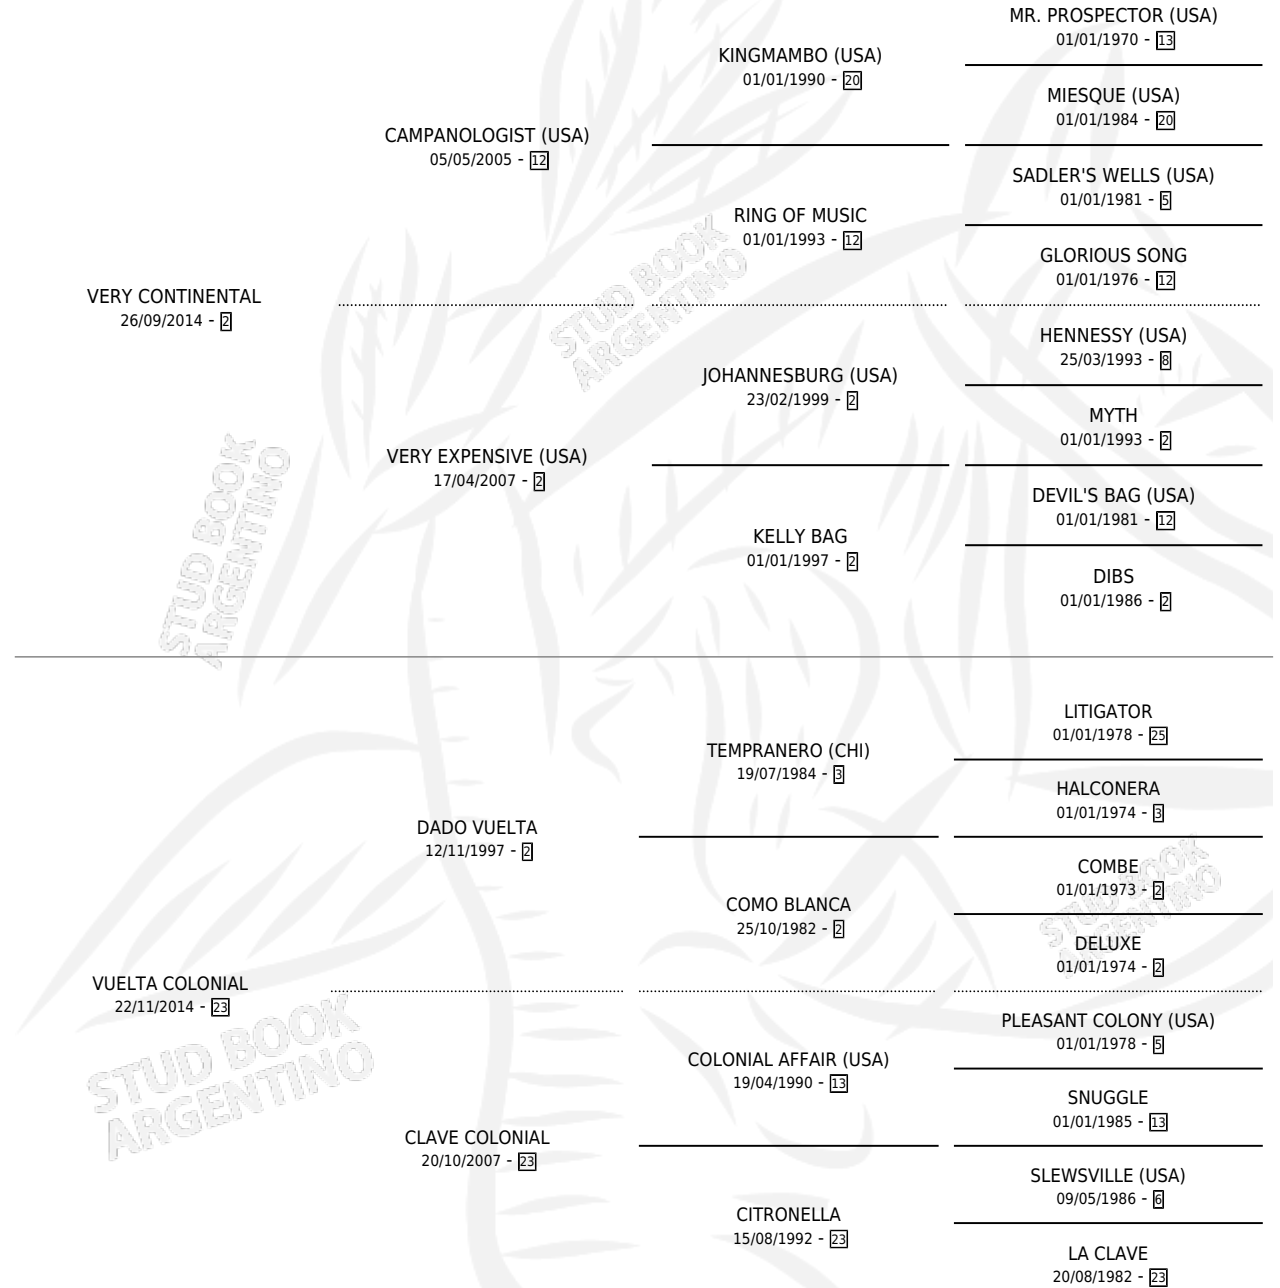 MR. PROSPECTOR (USA)
01/01/1970 - 13
KINGMAMBO (USA)
01/01/1990 - 20
MIESQUE (USA)
01/01/1984 - 20
CAMPANOLOGIST (USA)
05/05/2005 - 12
SADLER'S WELLS (USA)
01/01/1981 - 5
RING OF MUSIC
01/01/1993 - 12
GLORIOUS SONG
01/01/1976 - 12
VERY CONTINENTAL
26/09/2014 - 2
HENNESSY (USA)
25/03/1993 - 8
JOHANNESBURG (USA)
23/02/1999 - 2
MYTH
01/01/1993 - 2
VERY EXPENSIVE (USA)
17/04/2007 - 2
DEVIL'S BAG (USA)
01/01/1981 - 12
KELLY BAG
01/01/1997 - 2
DIBS
01/01/1986 - 2
LITIGATOR
01/01/1978 - 25
TEMPRANERO (CHI)
19/07/1984 - 3
HALCONERA
01/01/1974 - 3
DADO VUELTA
12/11/1997 - 2
COMBE
01/01/1973 - 2
COMO BLANCA
25/10/1982 - 2
DELUXE
01/01/1974 - 2
VUELTA COLONIAL
22/11/2014 - 23
PLEASANT COLONY (USA)
01/01/1978 - 5
COLONIAL AFFAIR (USA)
19/04/1990 - 13
SNUGGLE
01/01/1985 - 13
CLAVE COLONIAL
20/10/2007 - 23
SLEWSVILLE (USA)
09/05/1986 - 6
CITRONELLA
15/08/1992 - 23
LA CLAVE
20/08/1982 - 23
STUD BOOK
ARGENTINO
STUD BOOK
ARGENTINO
STUD BOOK
ARGENTINO
STUD BOOK
ARGENTINO